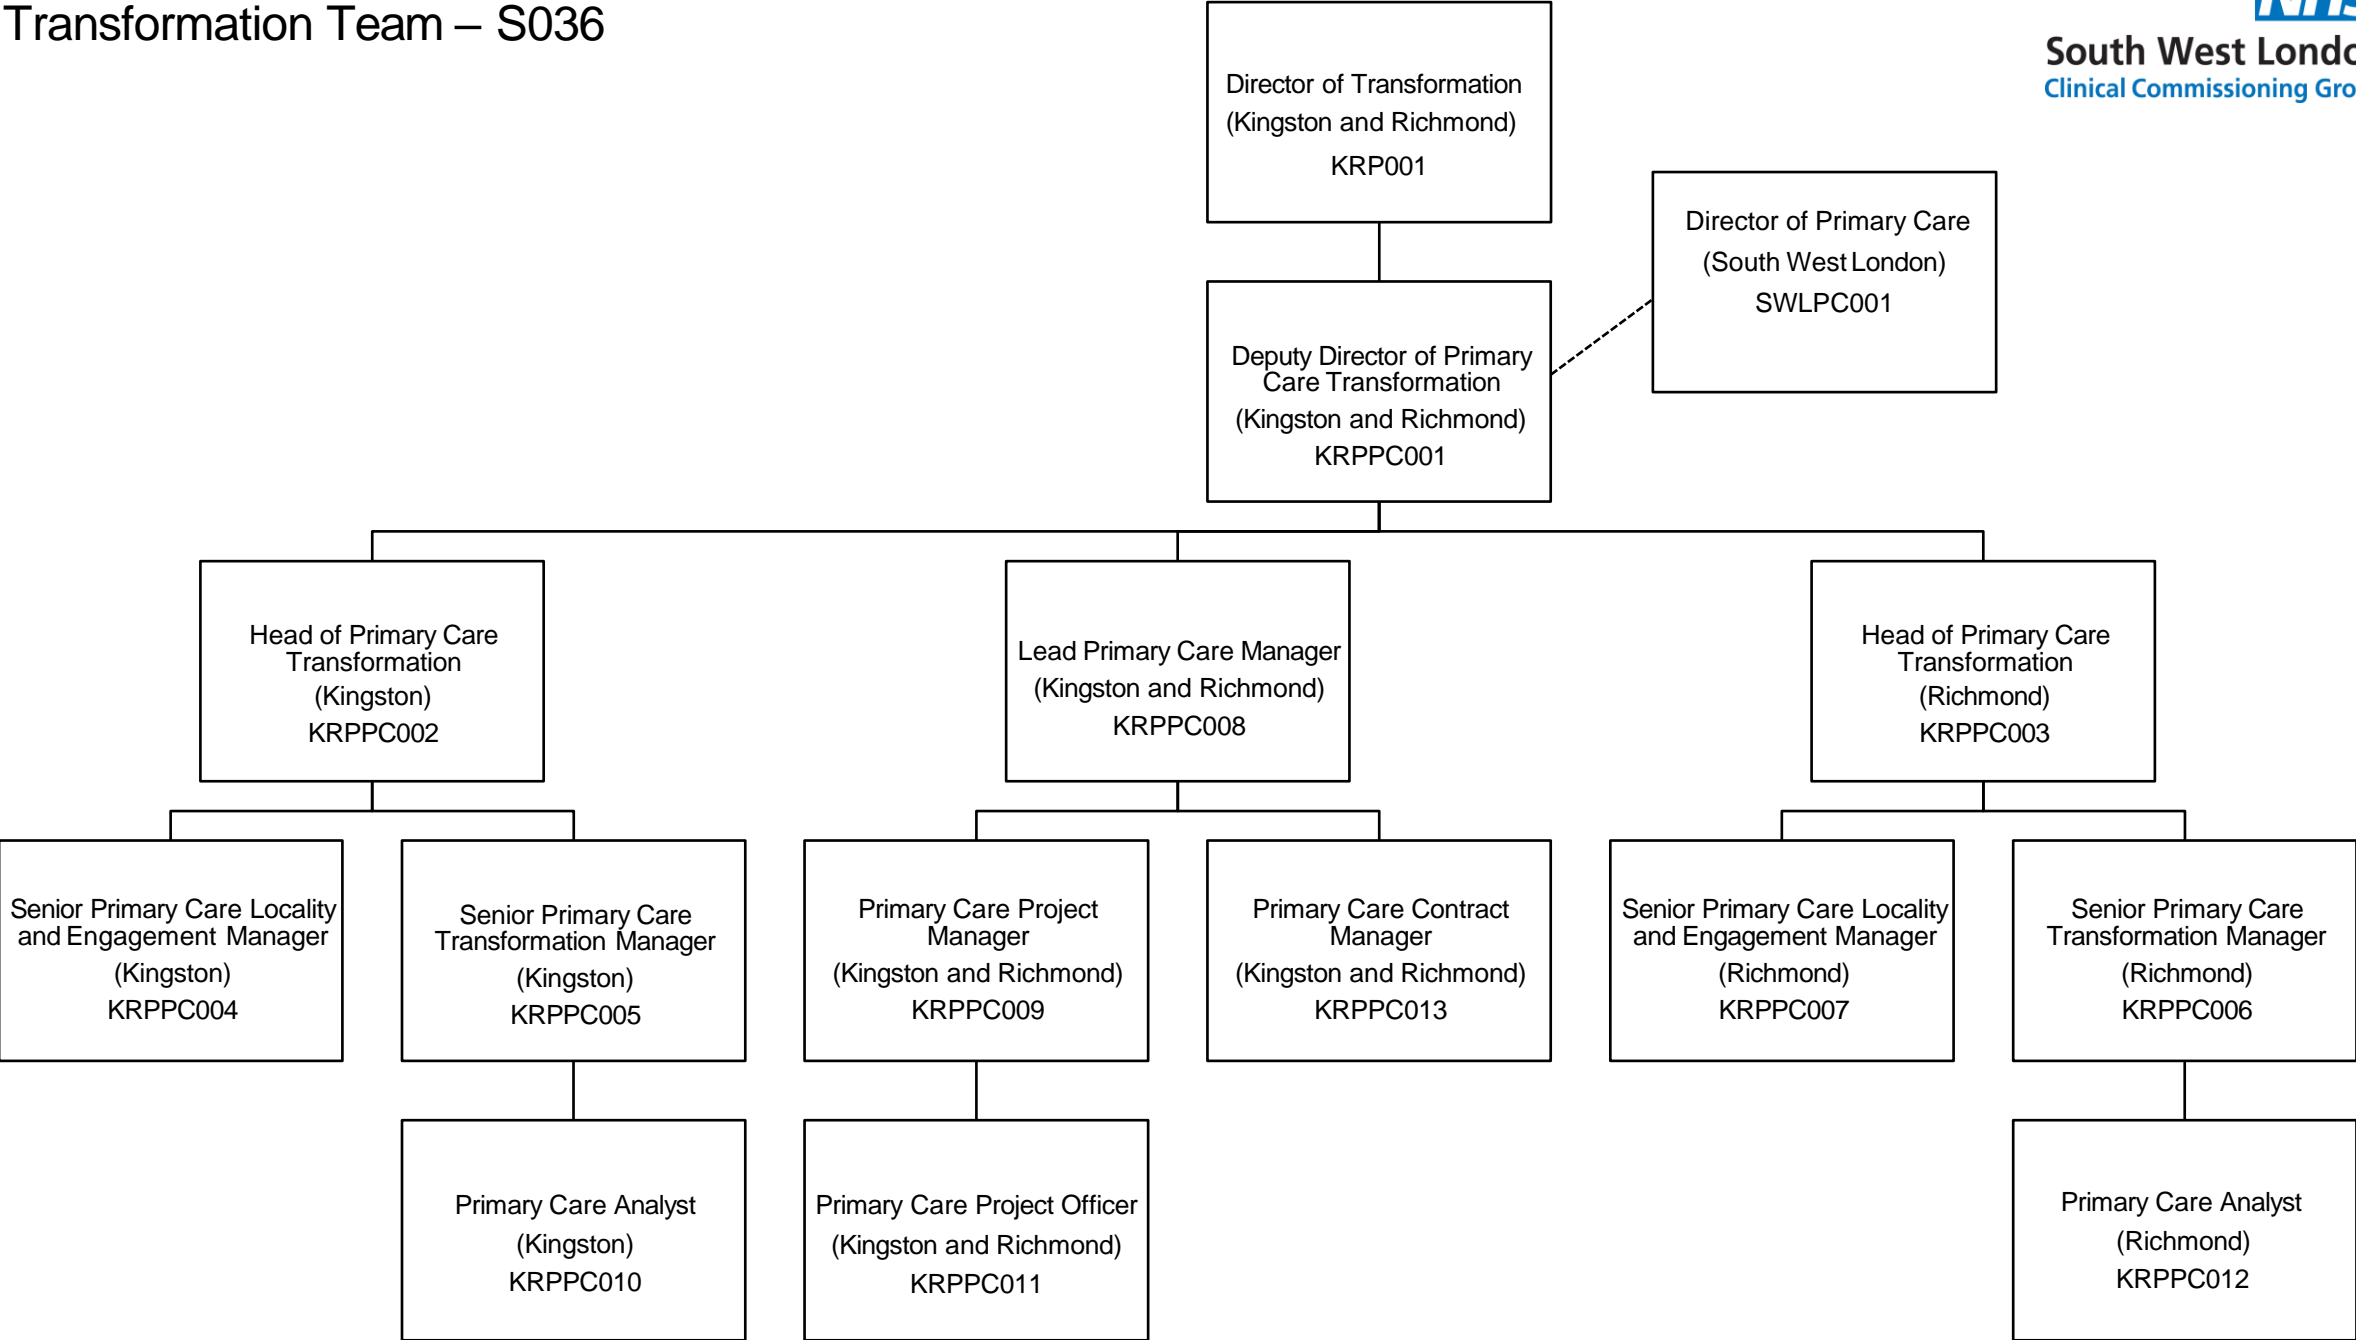 Transformation Team – S036
South West Londo
Clinical Commissioning Gro
Director of Transformation
(Kingston and Richmond)
KRP001
Director of Primary Care
(South West London)
SWLPC001
Deputy Director of Primary
Care Transformation
(Kingston and Richmond)
KRPPC001
Head of Primary Care
Transformation
(Kingston)
KRPPC002
Lead Primary Care Manager
(Kingston and Richmond)
KRPPC008
Head of Primary Care
Transformation
(Richmond)
KRPPC003
Senior Primary Care Locality
and Engagement Manager
(Kingston)
KRPPC004
Senior Primary Care
Transformation Manager
(Kingston)
KRPPC005
Primary Care Project
Manager
(Kingston and Richmond)
KRPPC009
Primary Care Contract
Manager
(Kingston and Richmond)
KRPPC013
Senior Primary Care Locality
and Engagement Manager
(Richmond)
KRPPC007
Senior Primary Care
Transformation Manager
(Richmond)
KRPPC006
Primary Care Analyst
(Kingston)
KRPPC010
Primary Care Project Officer
(Kingston and Richmond)
KRPPC011
Primary Care Analyst
(Richmond)
KRPPC012